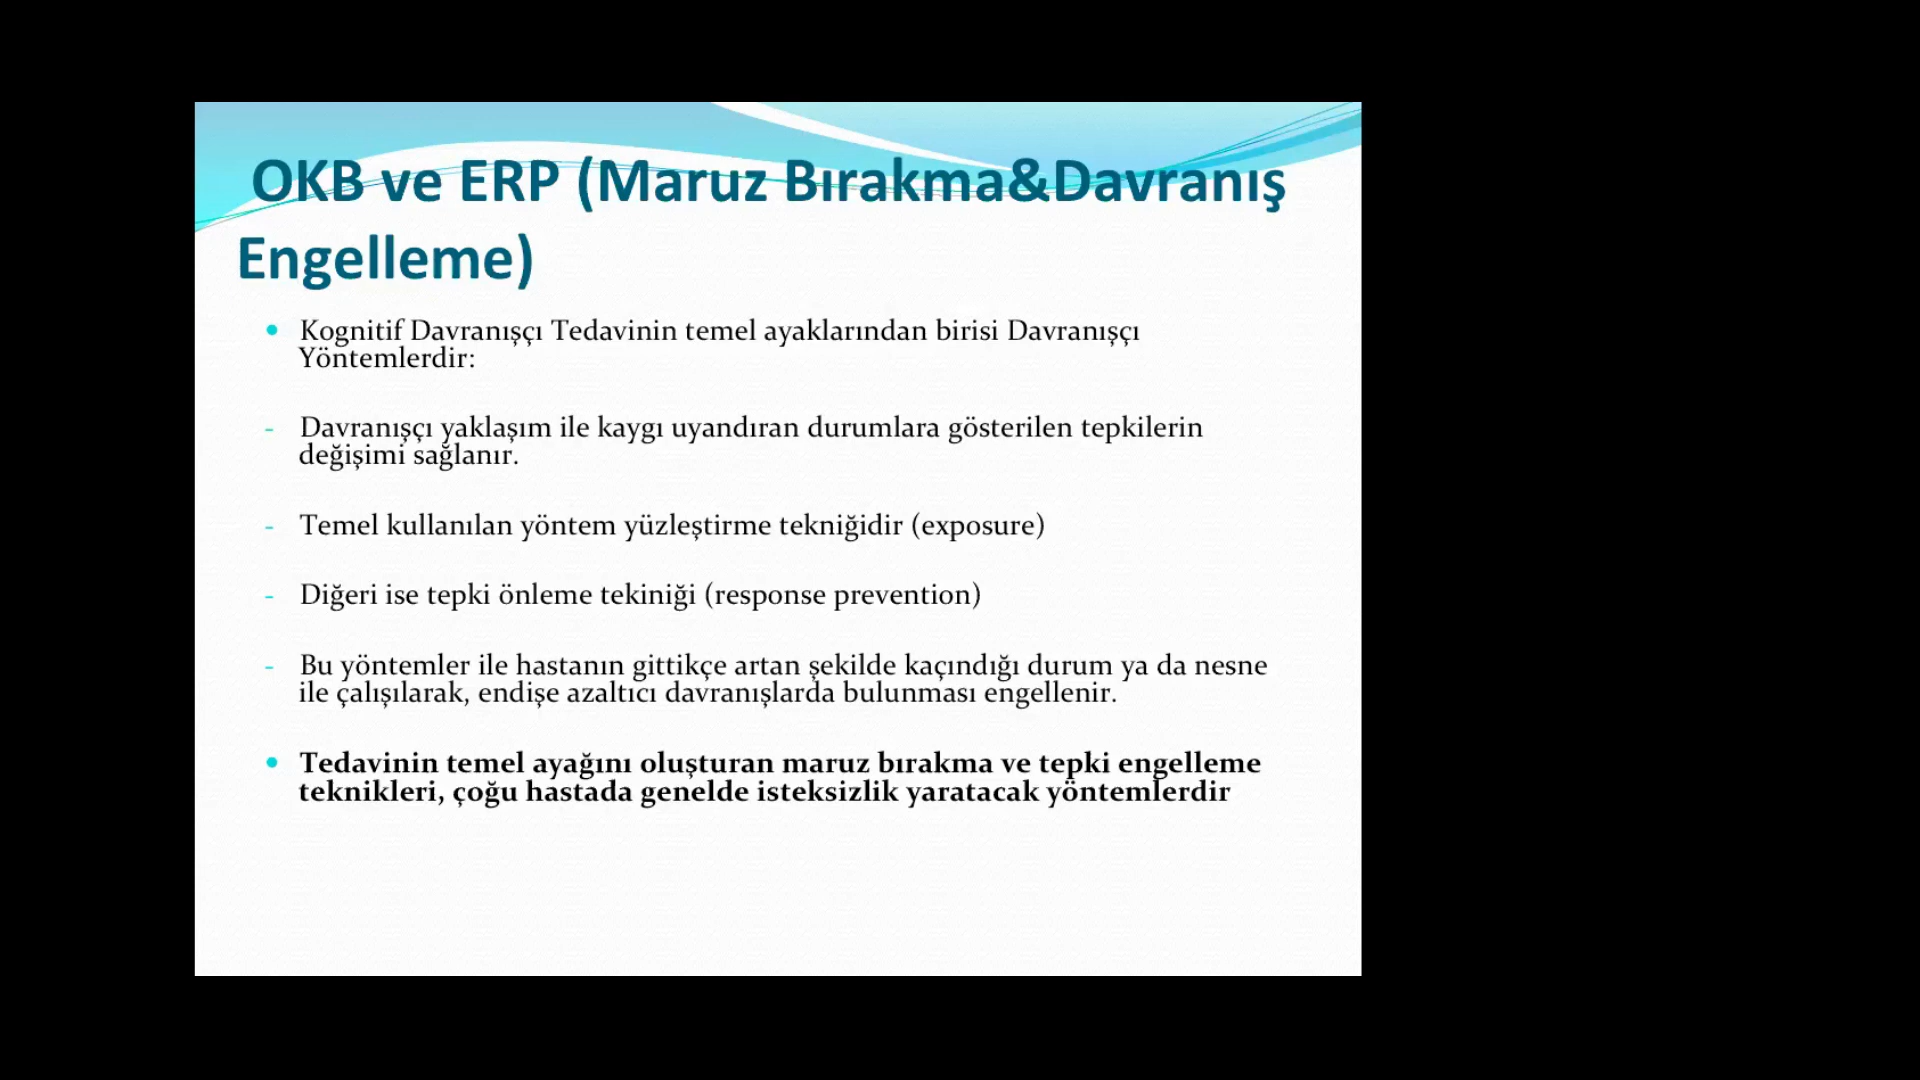 OKB ve ERP (Maruz Bırakma&Davranış
Engelleme)
• Kognitif Davranışçı Tedavinin temel ayaklarından birisi Davranışçı
Yöntemlerdir:
- Davranışçı yaklaşım ile kaygı uyandıran durumlara gösterilen tepkilerin
değişimi sağlanır.
- Temel kullanılan yöntem yüzleştirme tekniğidir (exposure)
- Diğeri ise tepki önleme tekiniği (response prevention)
- Bu yöntemler ile hastanın gittikçe artan şekilde kaçındığı durum ya da nesne
ile çalışılarak, endişe azaltıcı davranışlarda bulunması engellenir.
• Tedavinin temel ayağını oluşturan maruz bırakma ve tepki engelleme
teknikleri, çoğu hastada genelde isteksizlik yaratacak yöntemlerdir